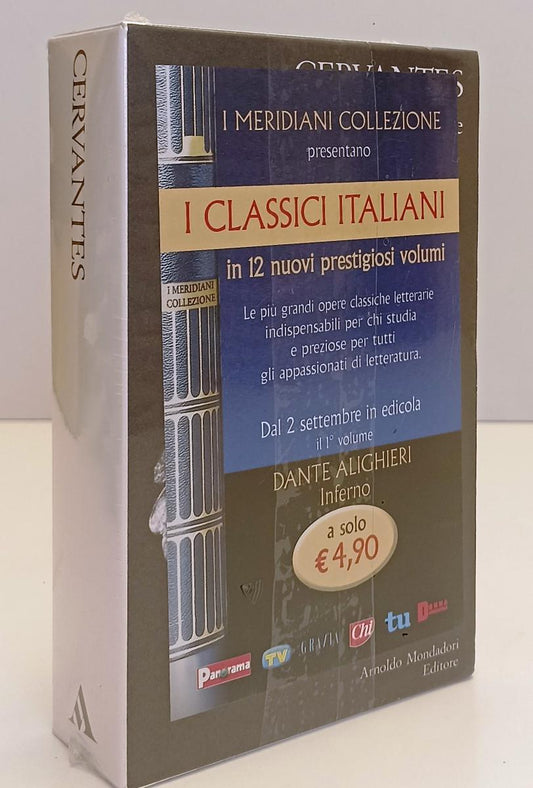 CERVANTES
CERVANTES
e
I MERIDIANI COLLEZIONE
presentano
I CLASSICI ITALIANI
in 12 nuovi prestigiosi volumi
I MERIDIANI
COLLEZIONE
Le più grandi opere classiche letterarie
indispensabili per chi studia
e preziose per tutti
gli appassionati di letteratura.
Dal 2 settembre in edicola
il 1° volume
DANTE ALIGHIERI
Inferno
a solo
€ 4,90
Panorama
TV
GRAZIA
Chi
tu
DONNA
Arnoldo Mondadori
Editore